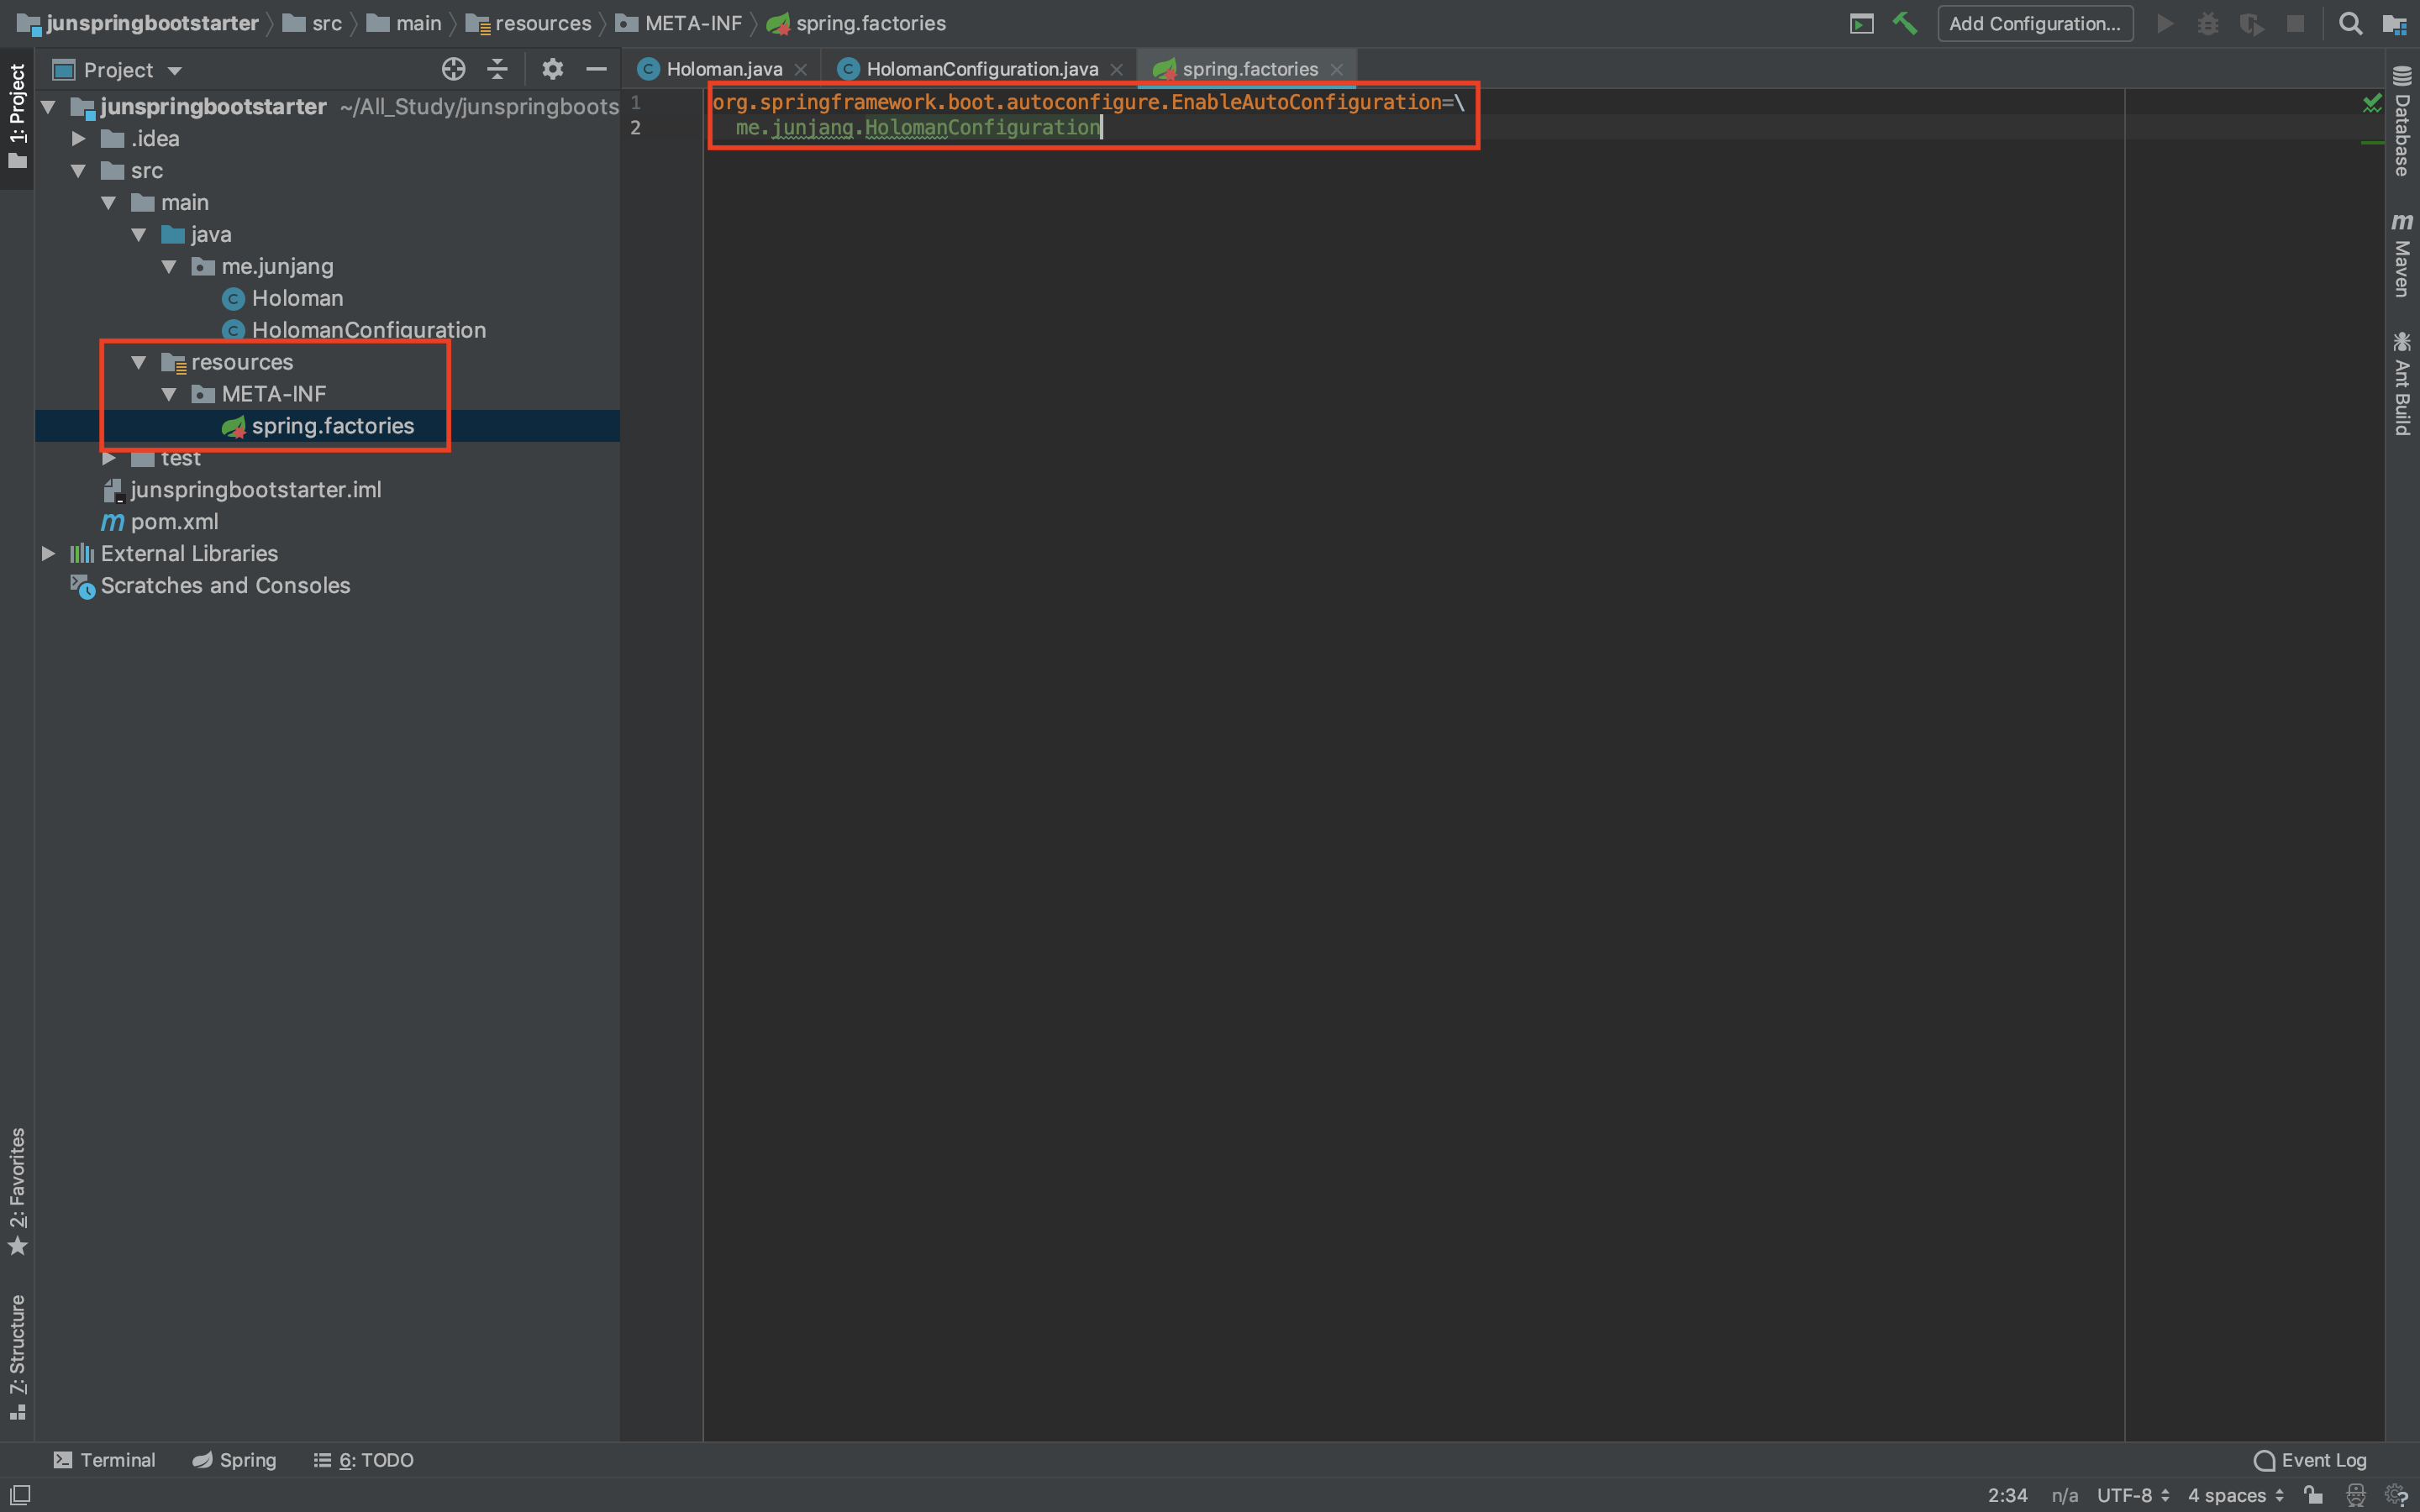 junspringbootstarter src main resources META-INF spring.factories
Add Configuration...
1: Project
Project
Holoman.java
HolomanConfiguration.java
spring.factories
junspringbootstarter ~/All_Study/junspringboots
.idea
src
main
java
me.junjang
Holoman
HolomanConfiguration
resources
META-INF
spring.factories
test
junspringbootstarter.iml
pom.xml
External Libraries
Scratches and Consoles
1 org.springframework.boot.autoconfigure.EnableAutoConfiguration=\
2 me.junjang.HolomanConfiguration
Database
Maven
Ant Build
2: Favorites
7: Structure
Terminal
Spring
6: TODO
Event Log
2:34 n/a UTF-8 4 spaces